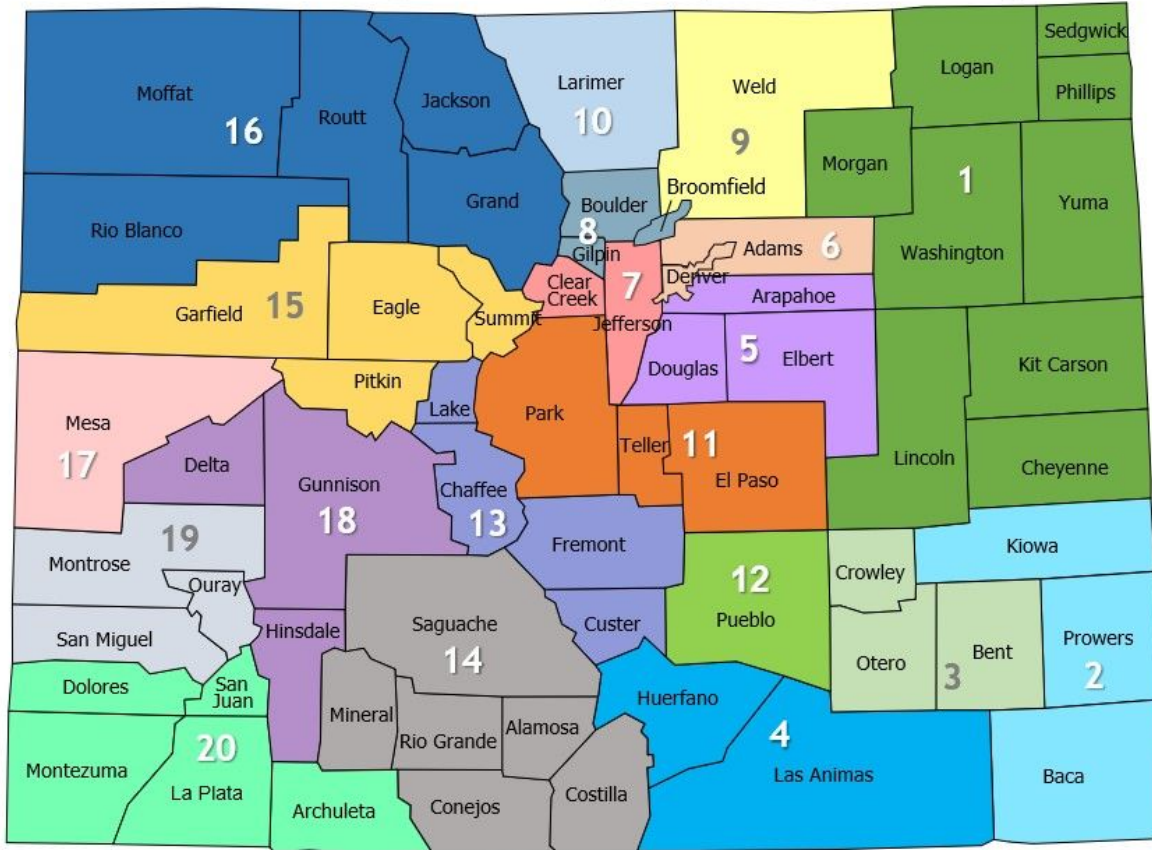 Sedgwick
Logan
Larimer
Weld
Moffat
Jackson
Phillips
Routt
10
16
9
Morgan
1
Broomfield
Grand
Boulder
Yuma
Rio Blanco
8
Adams
6
Washington
Gilpin
Denver
Clear
Creek
7
Arapahoe
15
Eagle
Garfield
Summit
Jefferson
5
Elbert
Kit Carson
Douglas
Pitkin
Lake
Park
Mesa
Teller
11
17
Delta
Lincoln
Cheyenne
Gunnison
Chaffee
El Paso
18
13
19
Fremont
Kiowa
Montrose
Crowley
12
Ouray
Pueblo
Hinsdale
Saguache
Custer
San Miguel
14
Prowers
Otero
Bent
3
2
Dolores
San
Juan
Huerfano
Mineral
Alamosa
Rio Grande
4
20
Montezuma
Las Animas
Baca
La Plata
Costilla
Archuleta
Conejos